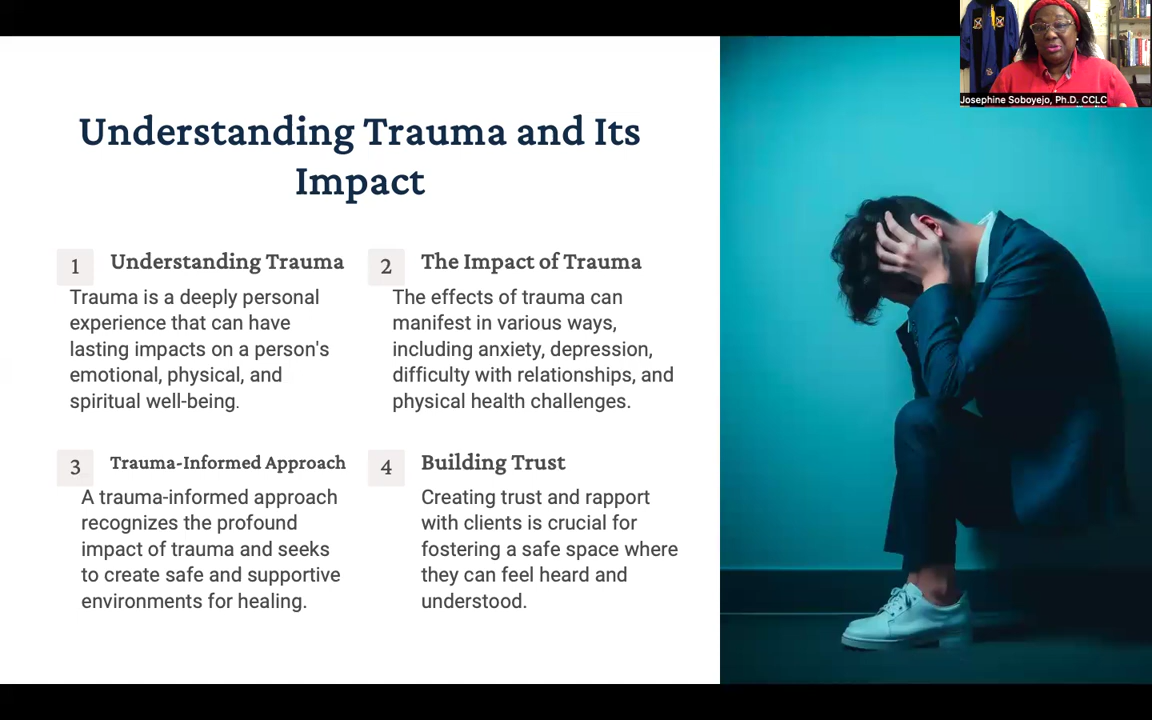 Josephine Soboyejo, Ph.D. CCLC
Understanding Trauma and Its
Impact
1
Understanding Trauma
Trauma is a deeply personal
experience that can have
lasting impacts on a person's
emotional, physical, and
spiritual well-being.
2
The Impact of Trauma
The effects of trauma can
manifest in various ways,
including anxiety, depression,
difficulty with relationships, and
physical health challenges.
3
Trauma-Informed Approach
A trauma-informed approach
recognizes the profound
impact of trauma and seeks
to create safe and supportive
environments for healing.
4
Building Trust
Creating trust and rapport
with clients is crucial for
fostering a safe space where
they can feel heard and
understood.